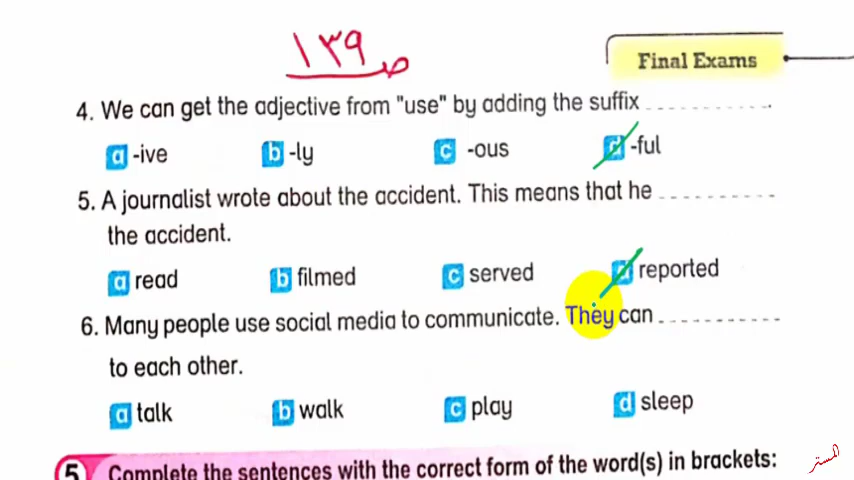 ص ١٣٩
Final Exams
4. We can get the adjective from "use" by adding the suffix ............
a -ive b -ly c -ous d -ful
5. A journalist wrote about the accident. This means that he ............
the accident.
a read b filmed c served d reported
6. Many people use social media to communicate. They can ............
to each other.
a talk b walk c play d sleep
5 Complete the sentences with the correct form of the word(s) in brackets:
المستر